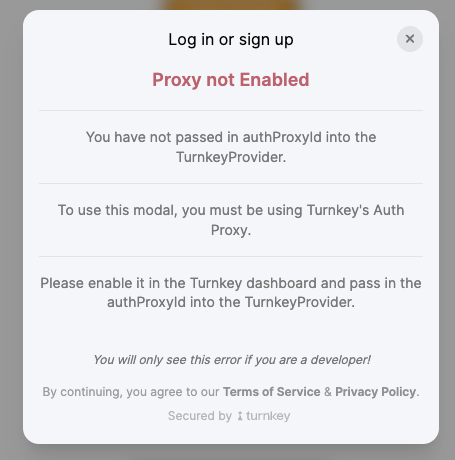 Log in or sign up
Proxy not Enabled
You have not passed in authProxyId into the
TurnkeyProvider.
To use this modal, you must be using Turnkey's Auth
Proxy.
Please enable it in the Turnkey dashboard and pass in the
authProxyId into the TurnkeyProvider.
You will only see this error if you are a developer!
By continuing, you agree to our Terms of Service & Privacy Policy.
Secured by turnkey